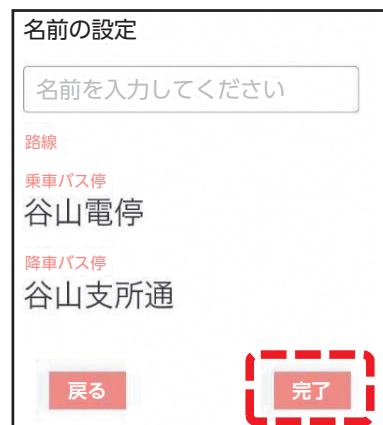 名前の設定
名前を入力してください
路線
乗車バス停
谷山電停
降車バス停
谷山支所通
戻る
完了